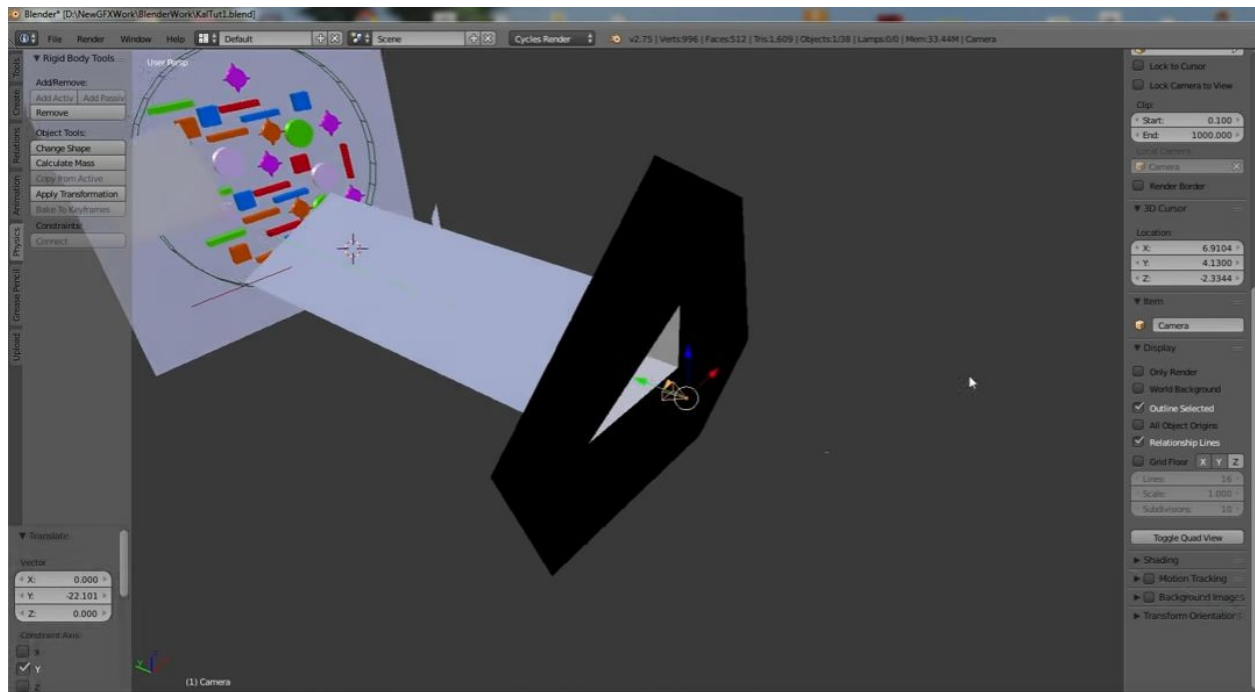 Blender* [D:\NewGFXWork\BlenderWork\KalTut1.blend]
File Render Window Help Default Scene Cycles Render v2.75 | Verts:996 | Faces:512 | Tris:1,609 | Objects:1/38 | Lamps:0/0 | Mem:33.44M | Camera
Tools
Create
Relations
Animation
Physics
Grease Pencil
Upload
Rigid Body Tools
Add/Remove:
Add Activ Add Passiv
Remove
Object Tools:
Change Shape
Calculate Mass
Copy from Active
Apply Transformation
Bake To Keyframes
Constraints:
Connect
Translate
Vector
X: 0.000
Y: -22.101
Z: 0.000
Constraint Axis
X
Y
Z
User Persp
(1) Camera
Lock to Cursor
Lock Camera to View
Clip:
Start: 0.100
End: 1000.000
Local Camera:
Camera
Render Border
3D Cursor
Location:
X: 6.9104
Y: 4.1300
Z: -2.3344
Item
Camera
Display
Only Render
World Background
Outline Selected
All Object Origins
Relationship Lines
Grid Floor X Y Z
Lines: 16
Scale: 1.000
Subdivisions: 10
Toggle Quad View
Shading
Motion Tracking
Background Images
Transform Orientations